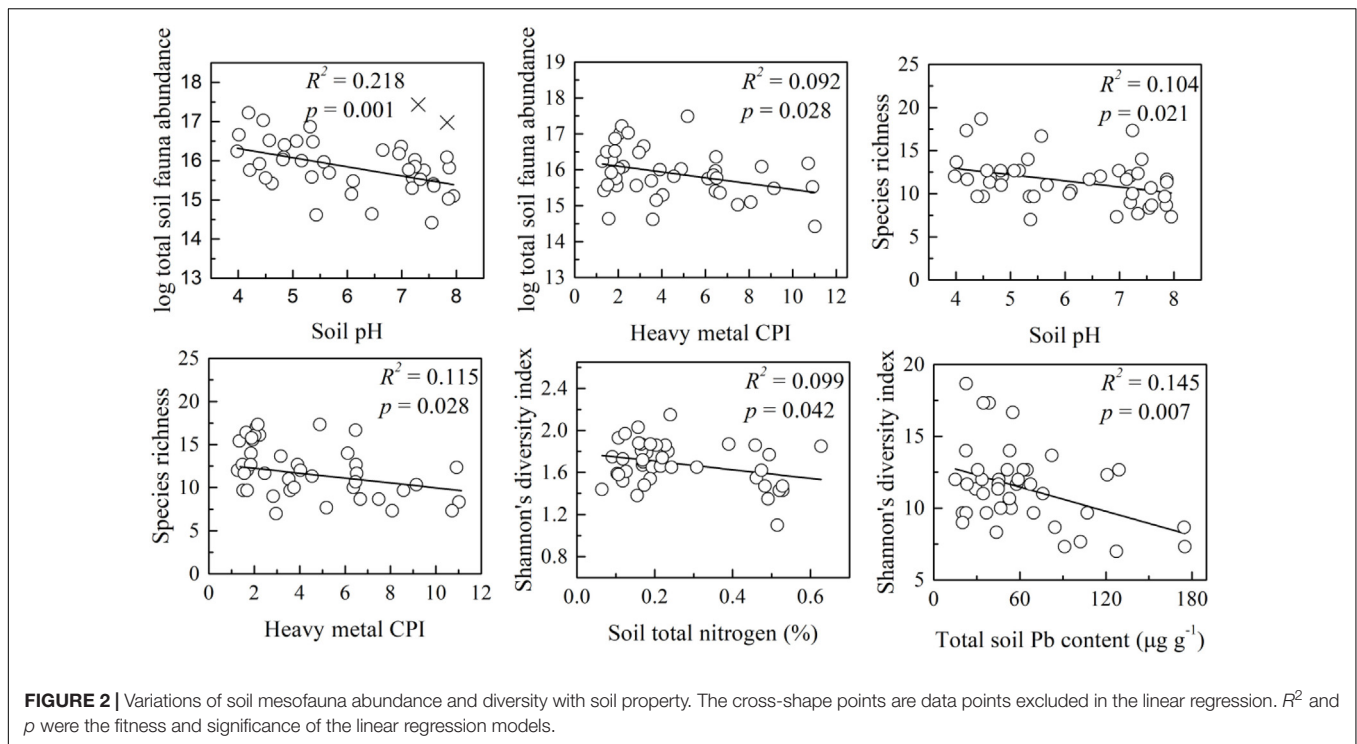 log total soil fauna abundance
18
17
16
15
14
13
R² = 0.218
p = 0.001
4 5 6 7 8
Soil pH
log total soil fauna abundance
19
18
17
16
15
14
13
R² = 0.092
p = 0.028
0 2 4 6 8 10 12
Heavy metal CPI
Species richness
25
20
15
10
5
0
R² = 0.104
p = 0.021
4 5 6 7 8
Soil pH
Species richness
25
20
15
10
5
0
R² = 0.115
p = 0.028
0 2 4 6 8 10 12
Heavy metal CPI
Shannon's diversity index
2.4
2.0
1.6
1.2
0.8
R² = 0.099
p = 0.042
0.0 0.2 0.4 0.6
Soil total nitrogen (%)
Shannon's diversity index
20
15
10
5
R² = 0.145
p = 0.007
0 60 120 180
Total soil Pb content (μg g⁻¹)
FIGURE 2 | Variations of soil mesofauna abundance and diversity with soil property. The cross-shape points are data points excluded in the linear regression. R² and
p were the fitness and significance of the linear regression models.